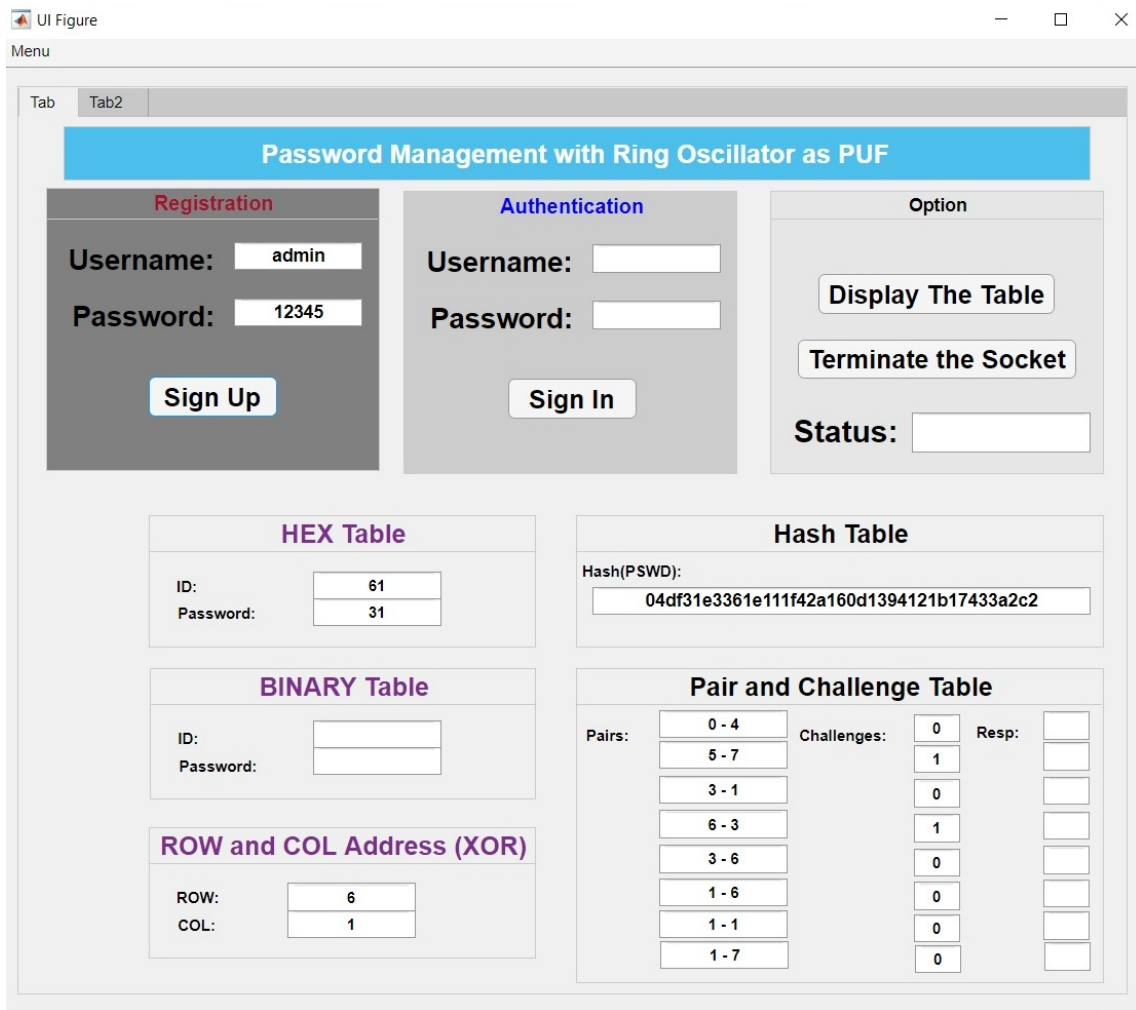 UI Figure
Menu
Tab Tab2
Password Management with Ring Oscillator as PUF
Registration
Username: admin
Password: 12345
Sign Up
Authentication
Username:
Password:
Sign In
Option
Display The Table
Terminate the Socket
Status:
HEX Table
ID: 61
Password: 31
Hash Table
Hash(PSWD):
04df31e3361e111f42a160d1394121b17433a2c2
BINARY Table
ID:
Password:
ROW and COL Address (XOR)
ROW: 6
COL: 1
Pair and Challenge Table
Pairs: 0 - 4 Challenges: 0 Resp:
5 - 7 1
3 - 1 0
6 - 3 1
3 - 6 0
1 - 6 0
1 - 1 0
1 - 7 0